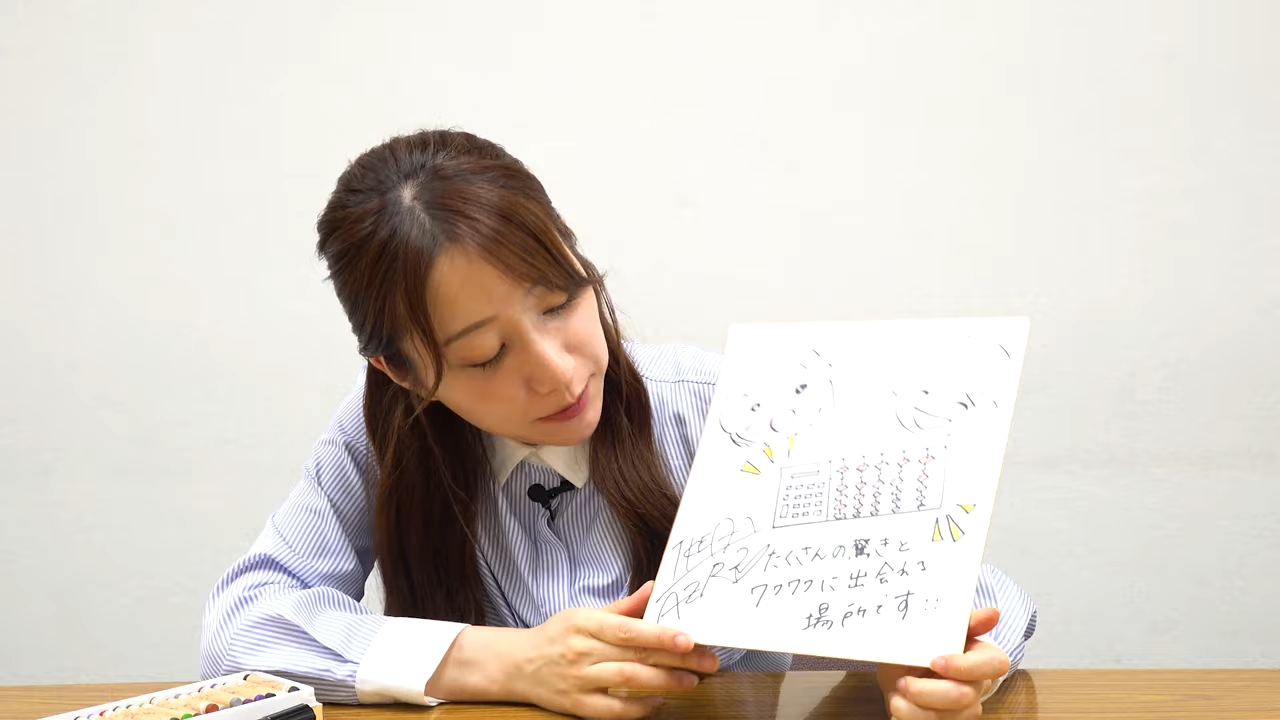 たくさんの驚きと
ワクワクに出会える
場所です